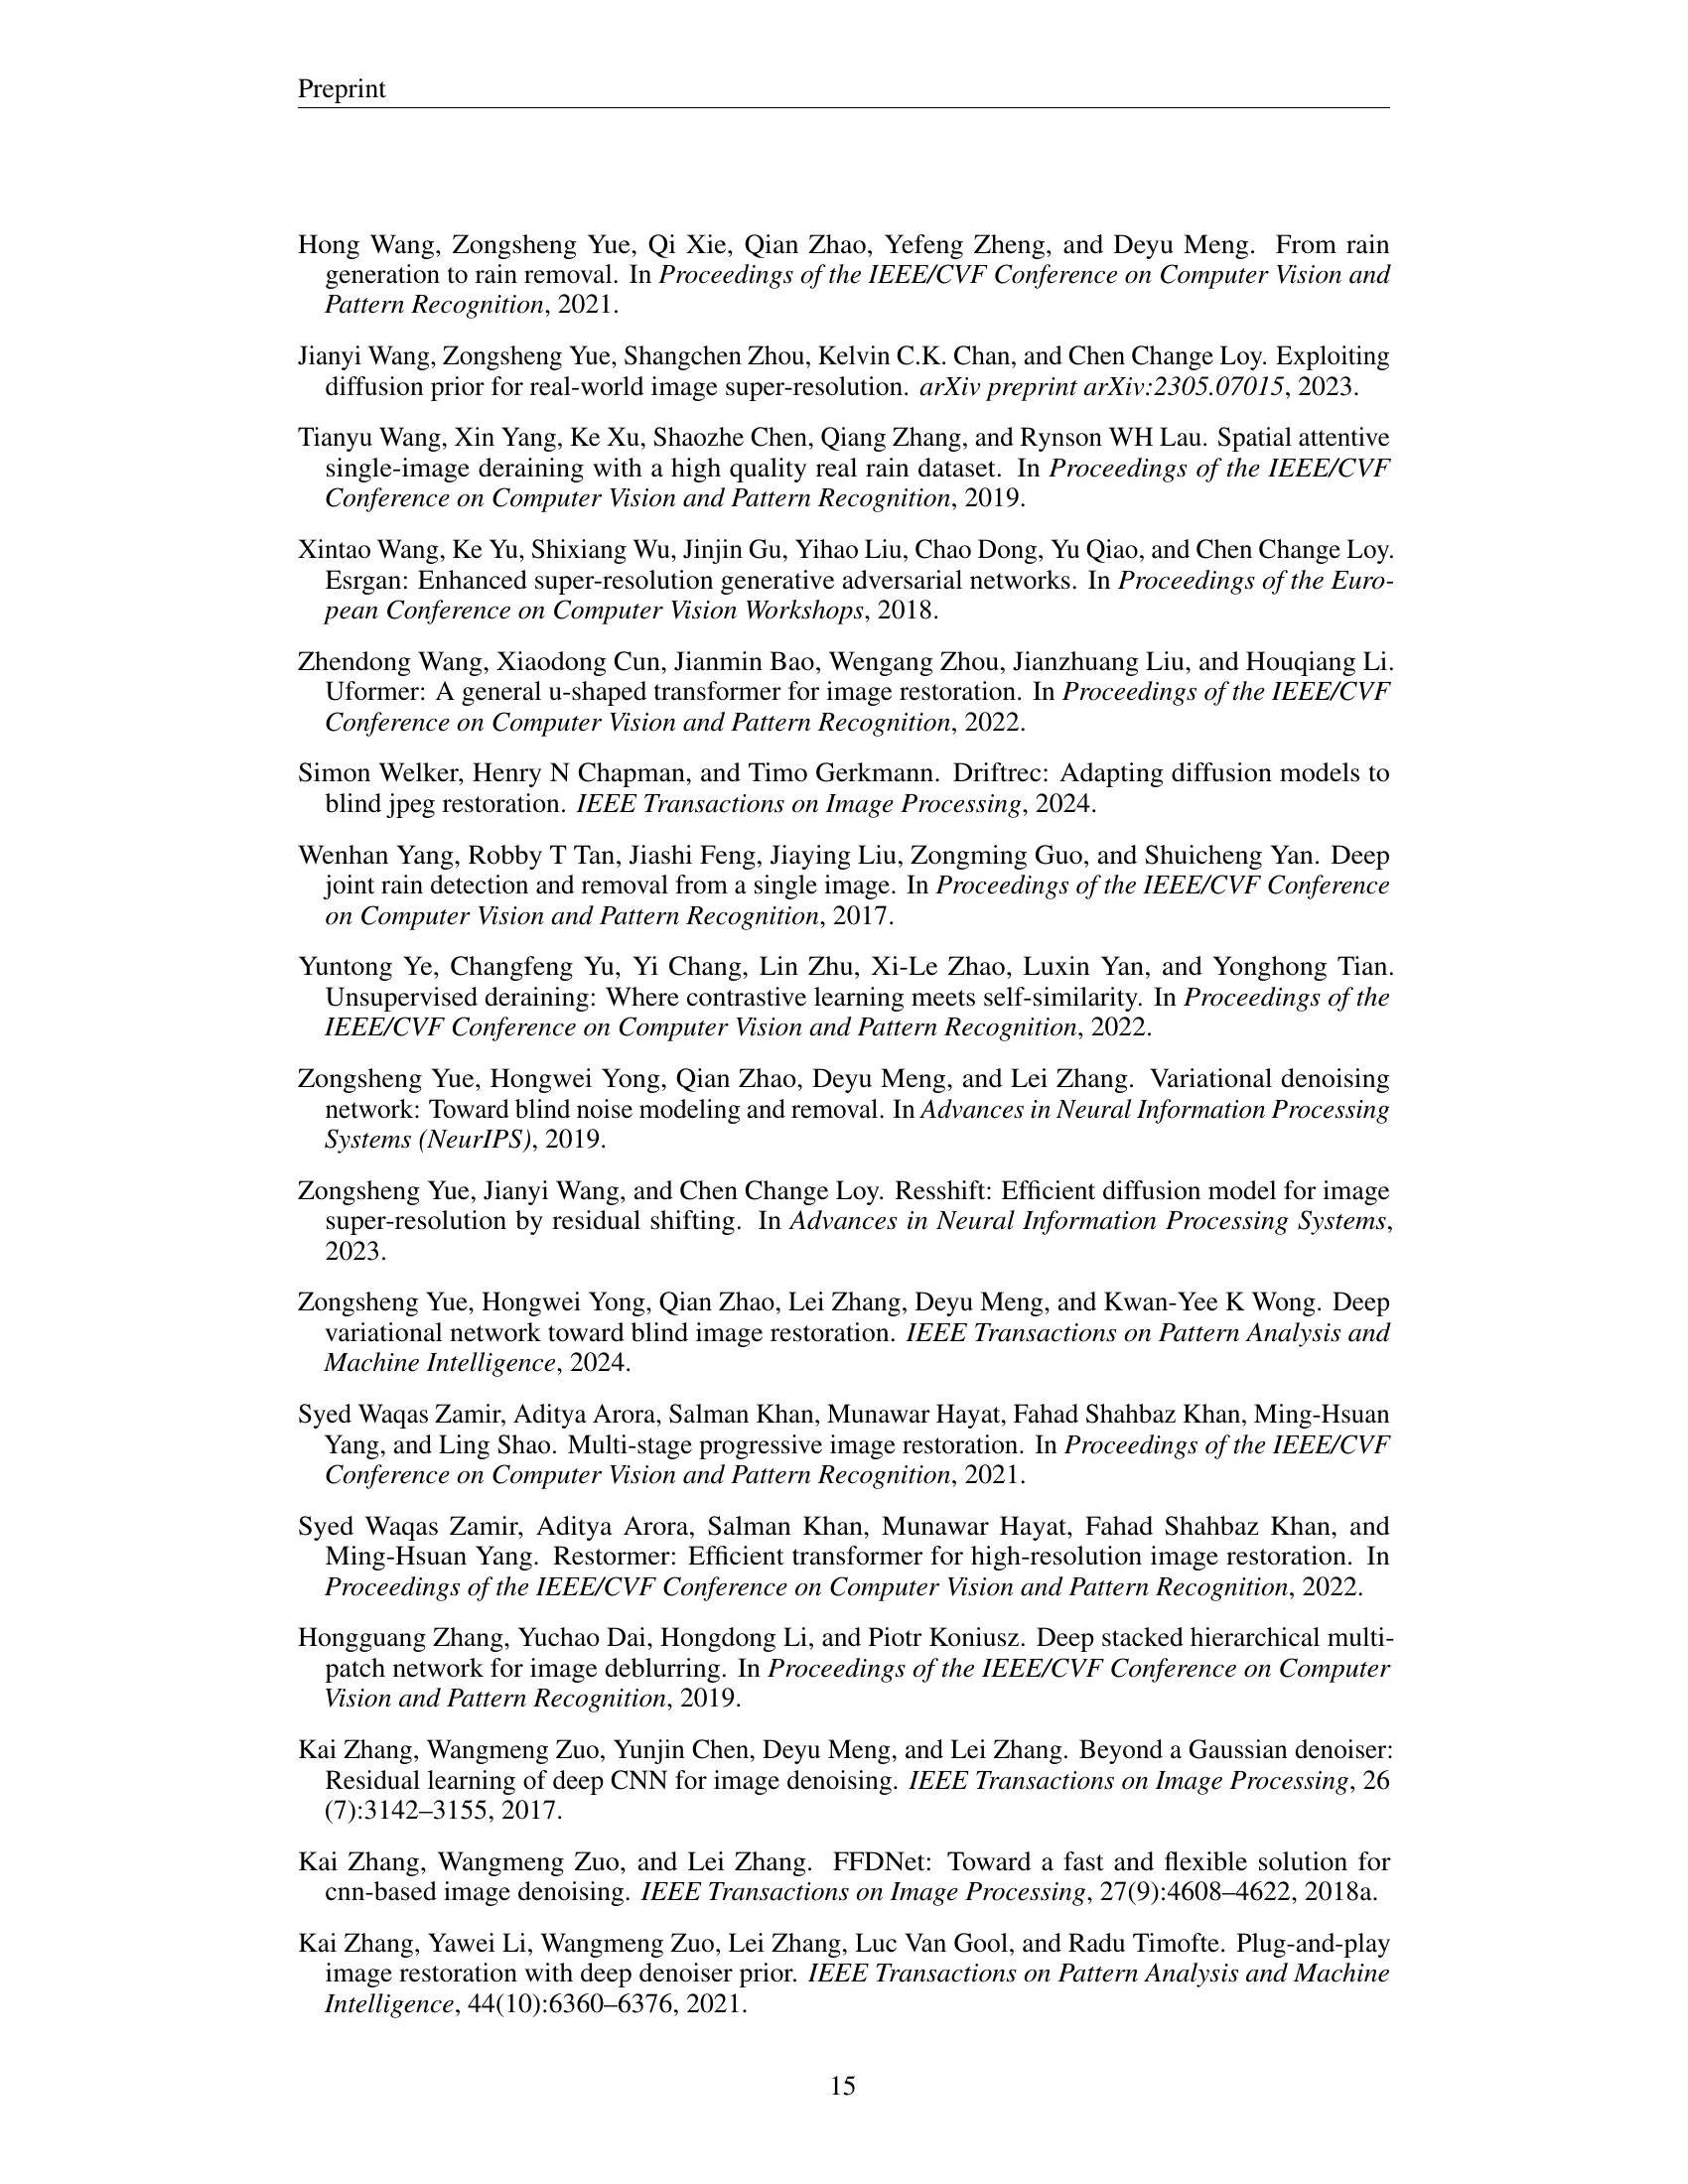 Preprint
Hong Wang, Zongsheng Yue, Qi Xie, Qian Zhao, Yefeng Zheng, and Deyu Meng. From rain
generation to rain removal. In Proceedings of the IEEE/CVF Conference on Computer Vision and
Pattern Recognition, 2021.
Jianyi Wang, Zongsheng Yue, Shangchen Zhou, Kelvin C.K. Chan, and Chen Change Loy. Exploiting
diffusion prior for real-world image super-resolution. arXiv preprint arXiv:2305.07015, 2023.
Tianyu Wang, Xin Yang, Ke Xu, Shaozhe Chen, Qiang Zhang, and Rynson WH Lau. Spatial attentive
single-image deraining with a high quality real rain dataset. In Proceedings of the IEEE/CVF
Conference on Computer Vision and Pattern Recognition, 2019.
Xintao Wang, Ke Yu, Shixiang Wu, Jinjin Gu, Yihao Liu, Chao Dong, Yu Qiao, and Chen Change Loy.
Esrgan: Enhanced super-resolution generative adversarial networks. In Proceedings of the Euro-
pean Conference on Computer Vision Workshops, 2018.
Zhendong Wang, Xiaodong Cun, Jianmin Bao, Wengang Zhou, Jianzhuang Liu, and Houqiang Li.
Uformer: A general u-shaped transformer for image restoration. In Proceedings of the IEEE/CVF
Conference on Computer Vision and Pattern Recognition, 2022.
Simon Welker, Henry N Chapman, and Timo Gerkmann. Driftrec: Adapting diffusion models to
blind jpeg restoration. IEEE Transactions on Image Processing, 2024.
Wenhan Yang, Robby T Tan, Jiashi Feng, Jiaying Liu, Zongming Guo, and Shuicheng Yan. Deep
joint rain detection and removal from a single image. In Proceedings of the IEEE/CVF Conference
on Computer Vision and Pattern Recognition, 2017.
Yuntong Ye, Changfeng Yu, Yi Chang, Lin Zhu, Xi-Le Zhao, Luxin Yan, and Yonghong Tian.
Unsupervised deraining: Where contrastive learning meets self-similarity. In Proceedings of the
IEEE/CVF Conference on Computer Vision and Pattern Recognition, 2022.
Zongsheng Yue, Hongwei Yong, Qian Zhao, Deyu Meng, and Lei Zhang. Variational denoising
network: Toward blind noise modeling and removal. In Advances in Neural Information Processing
Systems (NeurIPS), 2019.
Zongsheng Yue, Jianyi Wang, and Chen Change Loy. Resshift: Efficient diffusion model for image
super-resolution by residual shifting. In Advances in Neural Information Processing Systems,
2023.
Zongsheng Yue, Hongwei Yong, Qian Zhao, Lei Zhang, Deyu Meng, and Kwan-Yee K Wong. Deep
variational network toward blind image restoration. IEEE Transactions on Pattern Analysis and
Machine Intelligence, 2024.
Syed Waqas Zamir, Aditya Arora, Salman Khan, Munawar Hayat, Fahad Shahbaz Khan, Ming-Hsuan
Yang, and Ling Shao. Multi-stage progressive image restoration. In Proceedings of the IEEE/CVF
Conference on Computer Vision and Pattern Recognition, 2021.
Syed Waqas Zamir, Aditya Arora, Salman Khan, Munawar Hayat, Fahad Shahbaz Khan, and
Ming-Hsuan Yang. Restormer: Efficient transformer for high-resolution image restoration. In
Proceedings of the IEEE/CVF Conference on Computer Vision and Pattern Recognition, 2022.
Hongguang Zhang, Yuchao Dai, Hongdong Li, and Piotr Koniusz. Deep stacked hierarchical multi-
patch network for image deblurring. In Proceedings of the IEEE/CVF Conference on Computer
Vision and Pattern Recognition, 2019.
Kai Zhang, Wangmeng Zuo, Yunjin Chen, Deyu Meng, and Lei Zhang. Beyond a Gaussian denoiser:
Residual learning of deep CNN for image denoising. IEEE Transactions on Image Processing, 26
(7):3142–3155, 2017.
Kai Zhang, Wangmeng Zuo, and Lei Zhang. FFDNet: Toward a fast and flexible solution for
cnn-based image denoising. IEEE Transactions on Image Processing, 27(9):4608–4622, 2018a.
Kai Zhang, Yawei Li, Wangmeng Zuo, Lei Zhang, Luc Van Gool, and Radu Timofte. Plug-and-play
image restoration with deep denoiser prior. IEEE Transactions on Pattern Analysis and Machine
Intelligence, 44(10):6360–6376, 2021.
15